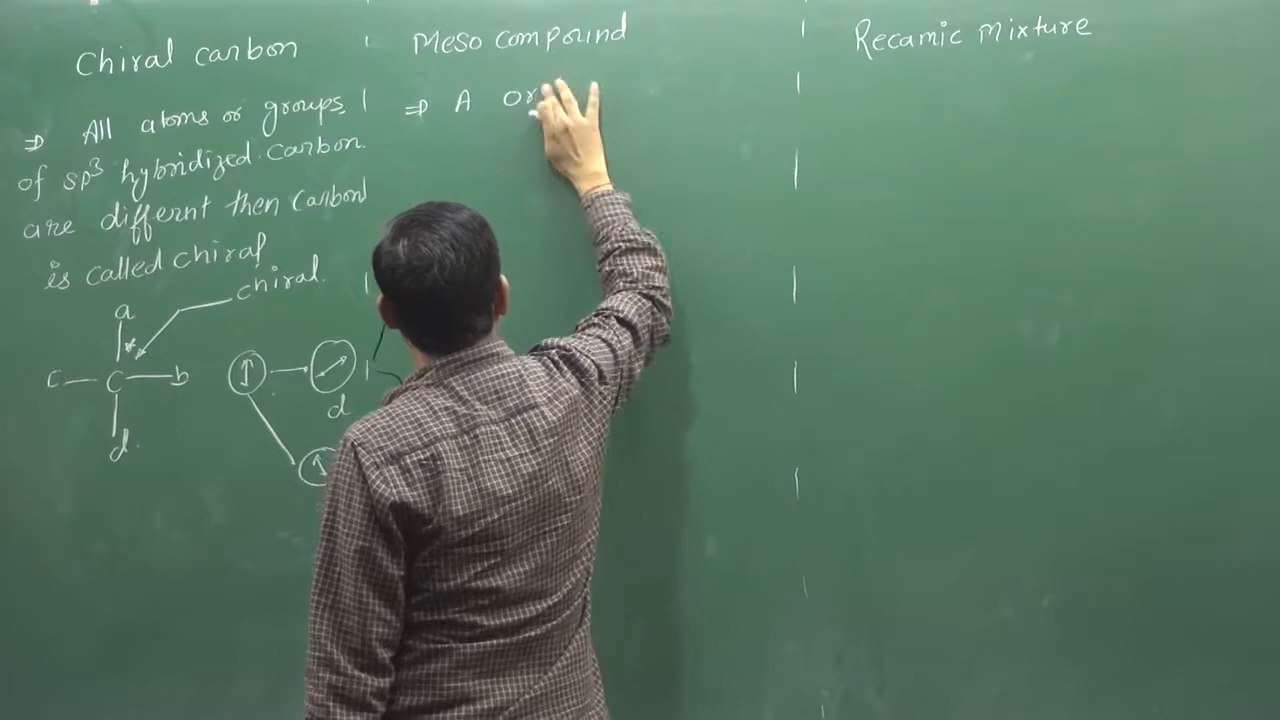 Chiral carbon
⇒ All atoms or groups
of sp³ hybridized carbon
are differnt then carbon
is called chiral
chiral.
a
*
C — C — b
d
d
Meso compound
⇒ A Or
Recamic Mixture